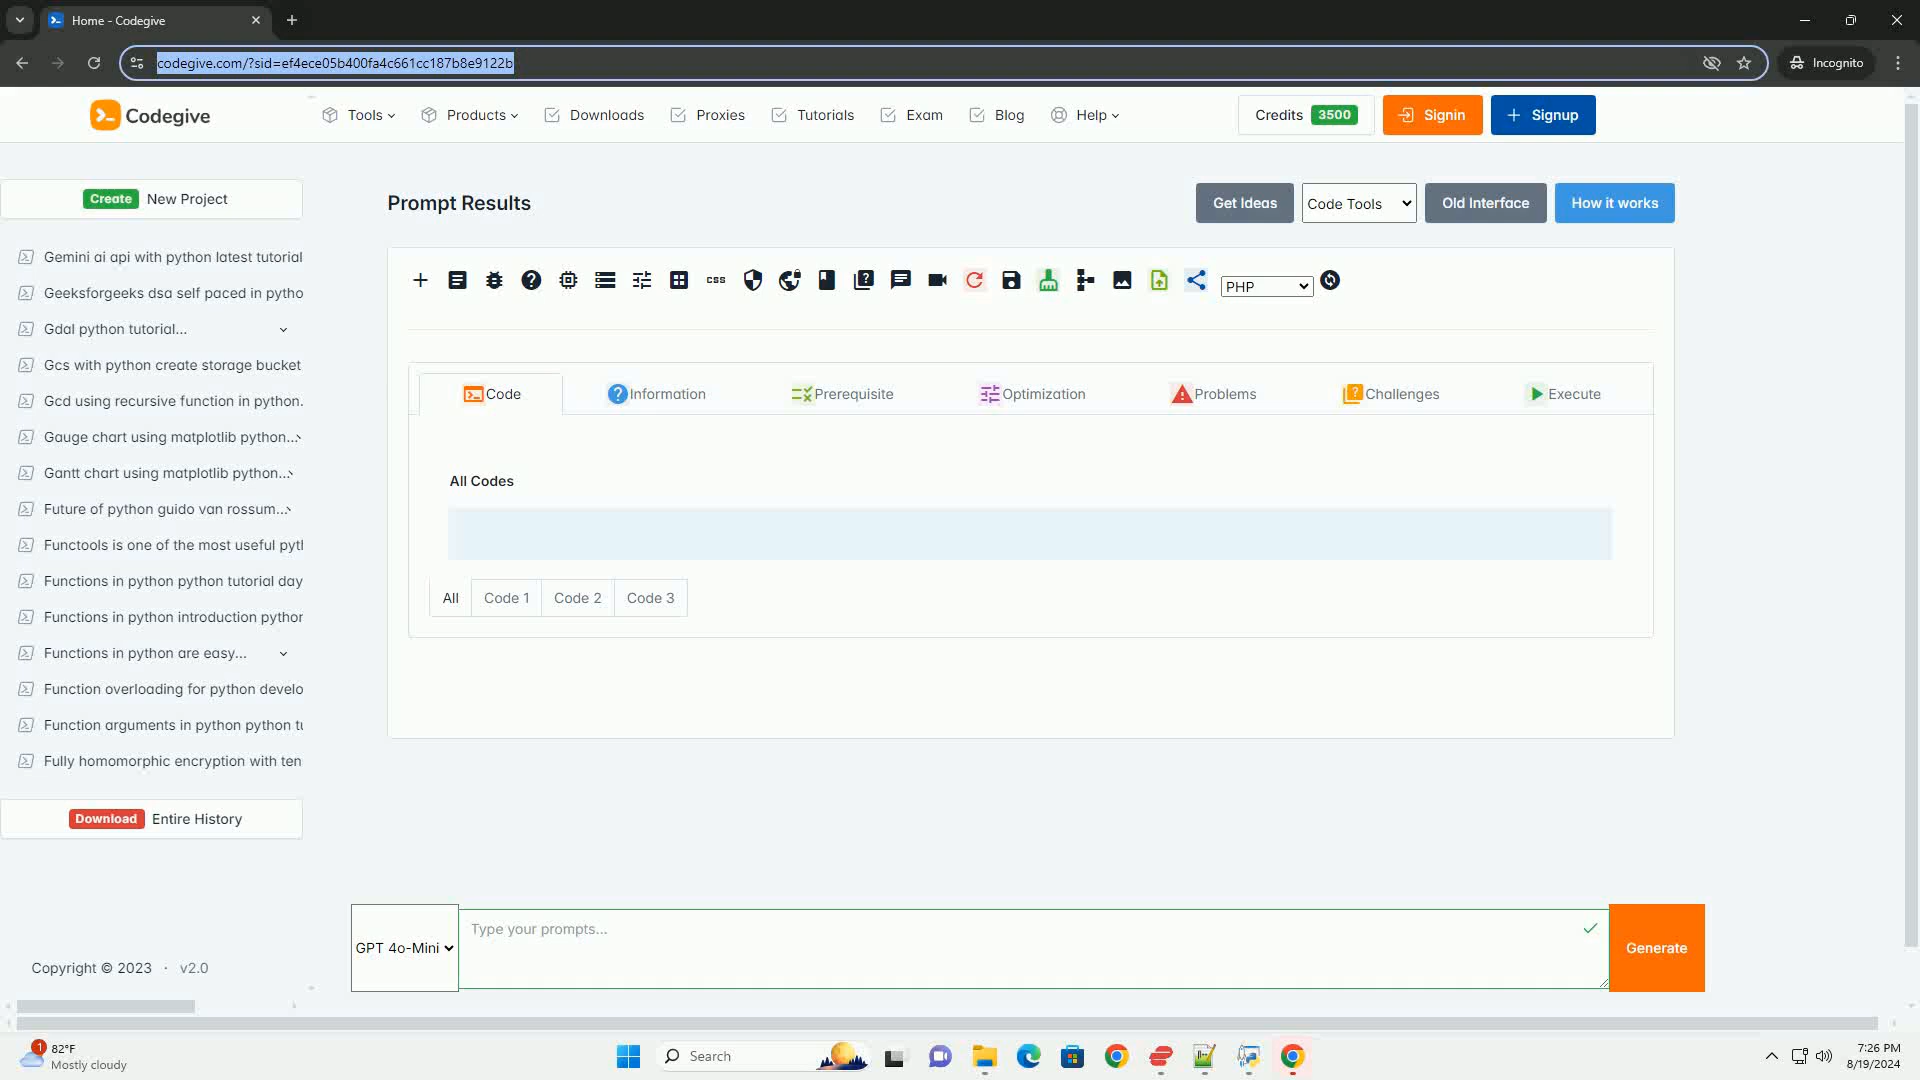 Home - Codegive
codegive.com/?sid=ef4ece05b400fa4c661cc187b8e9122b
Incognito
Codegive
Tools
Products
Downloads
Proxies
Tutorials
Exam
Blog
Help
Credits 3500
Signin
Signup
Create New Project
Gemini ai api with python latest tutorial
Geeksforgeeks dsa self paced in pytho
Gdal python tutorial...
Gcs with python create storage bucket
Gcd using recursive function in python.
Gauge chart using matplotlib python...
Gantt chart using matplotlib python...
Future of python guido van rossum...
Functools is one of the most useful pyt
Functions in python python tutorial day
Functions in python introduction python
Functions in python are easy...
Function overloading for python develo
Function arguments in python python tu
Fully homomorphic encryption with ten
Download Entire History
Copyright © 2023 · v2.0
Prompt Results
Get Ideas
Code Tools
Old Interface
How it works
css
PHP
Code
Information
Prerequisite
Optimization
Problems
Challenges
Execute
All Codes
All
Code 1
Code 2
Code 3
GPT 4o-Mini
Type your prompts...
Generate
1
82°F
Mostly cloudy
Search
7:26 PM
8/19/2024